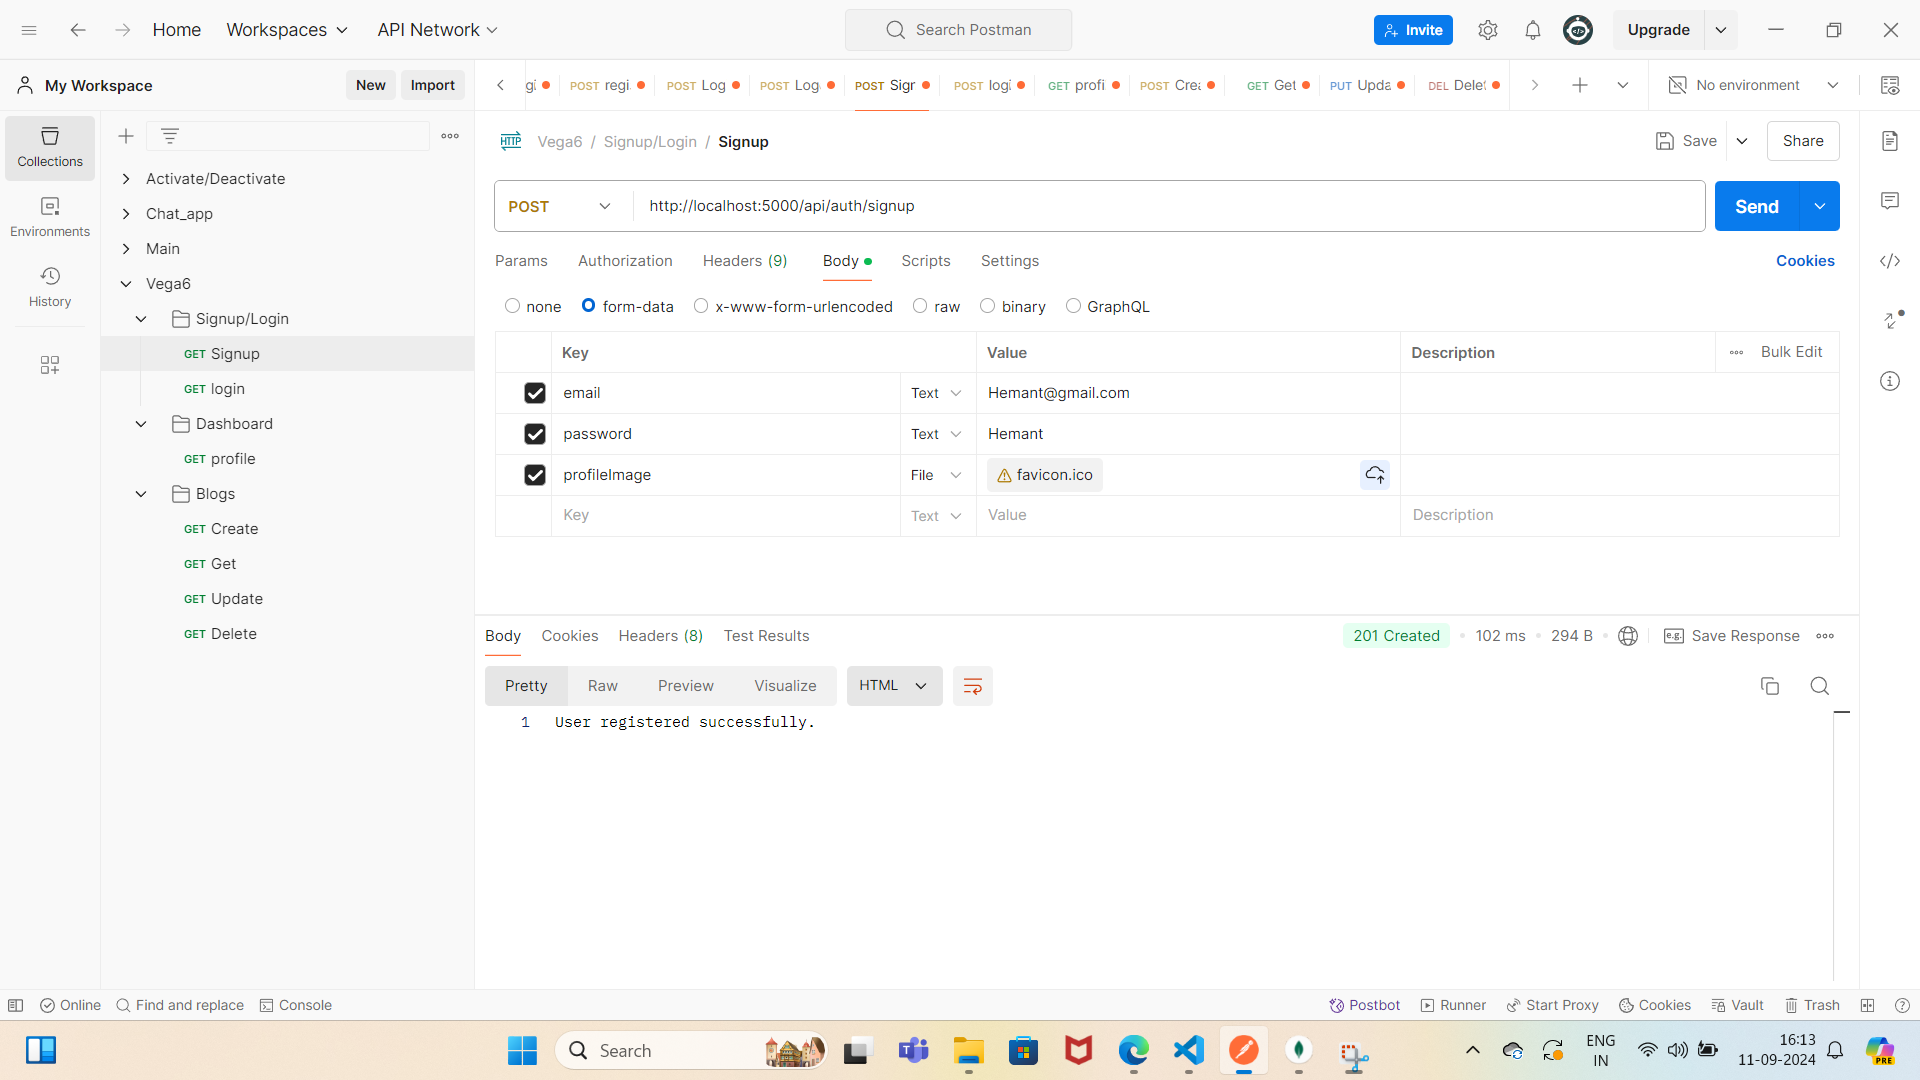 Home
Workspaces
API Network
Search Postman
Invite
Upgrade
My Workspace
New
Import
POST regi
POST Log
POST Log
POST Sigr
POST logi
GET profi
POST Crea
GET Get
PUT Upda
DEL Delet
No environment
Collections
Environments
History
Activate/Deactivate
Chat_app
Main
Vega6
Signup/Login
GET Signup
GET login
Dashboard
GET profile
Blogs
GET Create
GET Get
GET Update
GET Delete
HTTP Vega6 / Signup/Login / Signup
Save
Share
POST
http://localhost:5000/api/auth/signup
Send
Params Authorization Headers (9) Body Scripts Settings
Cookies
none form-data x-www-form-urlencoded raw binary GraphQL
Key Value Description Bulk Edit
email Text Hemant@gmail.com
password Text Hemant
profileImage File favicon.ico
Key Text Value Description
Body Cookies Headers (8) Test Results
201 Created 102 ms 294 B
e.g. Save Response
Pretty Raw Preview Visualize HTML
1 User registered successfully.
Online Find and replace Console
Postbot Runner Start Proxy Cookies Vault Trash
Search
ENG
IN
16:13
11-09-2024
PRE